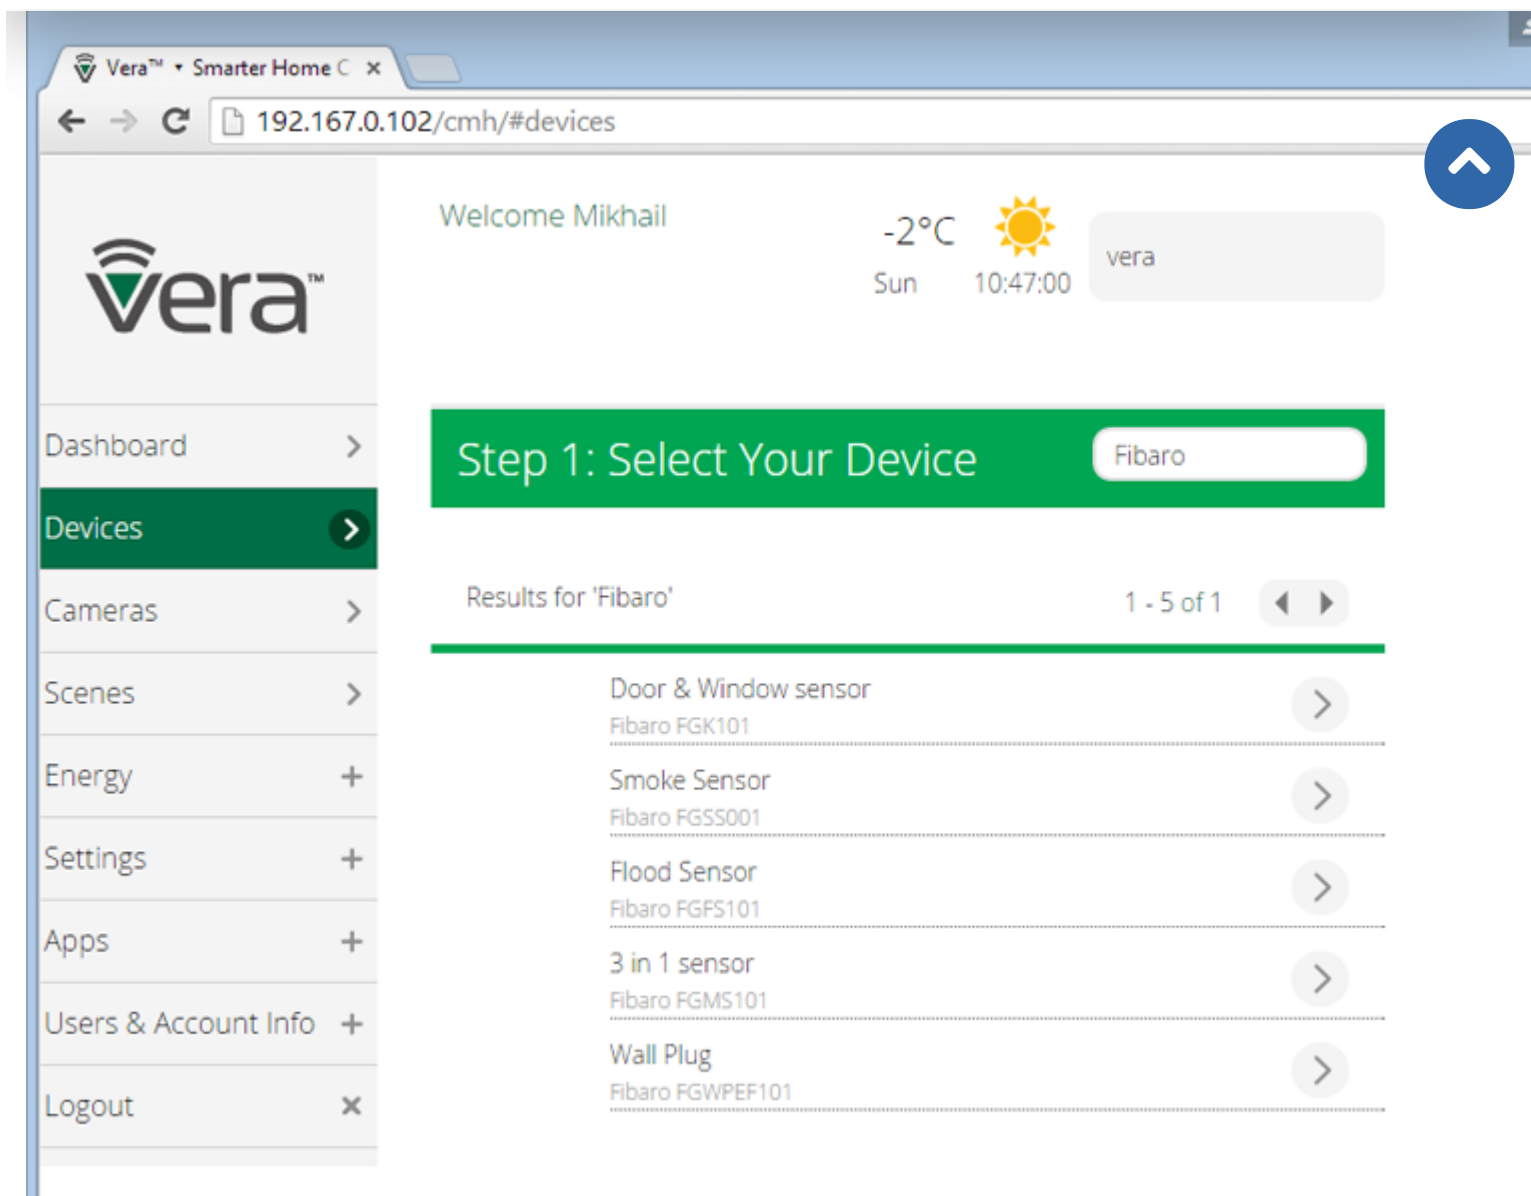 Vera™ • Smarter Home C
192.167.0.102/cmh/#devices
vera™
Welcome Mikhail
-2°C
Sun 10:47:00
vera
Dashboard
Devices
Cameras
Scenes
Energy
Settings
Apps
Users & Account Info
Logout
Step 1: Select Your Device
Fibaro
Results for 'Fibaro'
1 - 5 of 1
Door & Window sensor
Fibaro FGK101
Smoke Sensor
Fibaro FGSS001
Flood Sensor
Fibaro FGFS101
3 in 1 sensor
Fibaro FGMS101
Wall Plug
Fibaro FGWPEF101